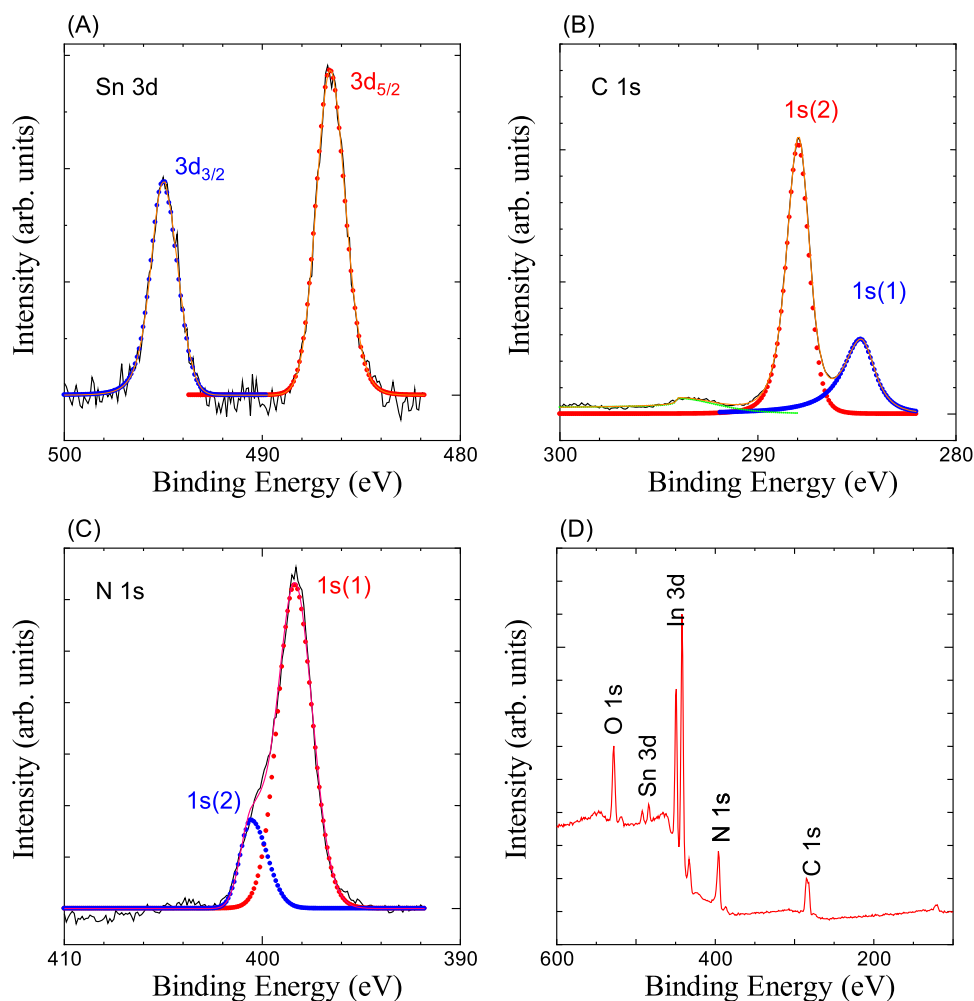 (A)
Sn 3d
3d5/2
3d3/2
Intensity (arb. units)
500
490
480
Binding Energy (eV)
(B)
C 1s
1s(2)
1s(1)
Intensity (arb. units)
300
288
280
Binding Energy (eV)
(C)
N 1s
1s(1)
1s(2)
Intensity (arb. units)
410
400
390
Binding Energy (eV)
(D)
In 3d
O 1s
Sn 3d
N 1s
C 1s
Intensity (arb. units)
600
400
200
Binding Energy (eV)